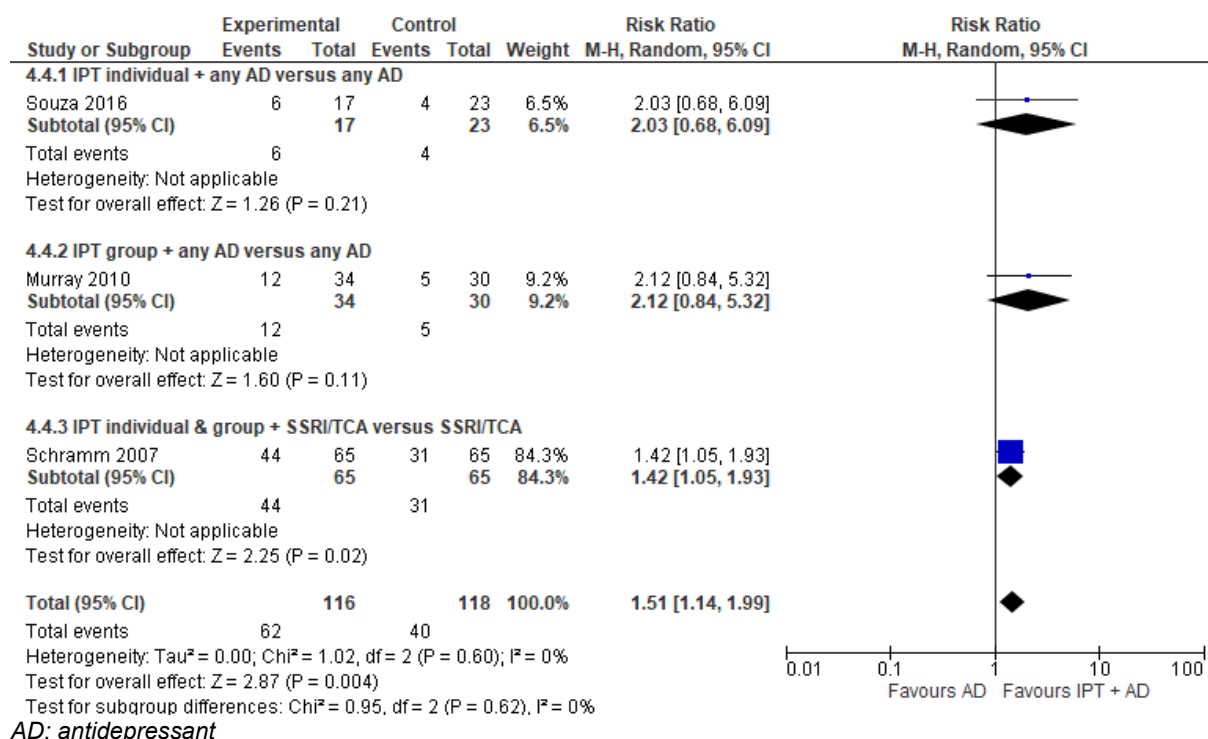 Experimental Control Risk Ratio Risk Ratio
Study or Subgroup Events Total Events Total Weight M-H, Random, 95% CI M-H, Random, 95% CI
4.4.1 IPT individual + any AD versus any AD
Souza 2016 6 17 4 23 6.5% 2.03 [0.68, 6.09]
Subtotal (95% CI) 17 23 6.5% 2.03 [0.68, 6.09]
Total events 6 4
Heterogeneity: Not applicable
Test for overall effect: Z = 1.26 (P = 0.21)
4.4.2 IPT group + any AD versus any AD
Murray 2010 12 34 5 30 9.2% 2.12 [0.84, 5.32]
Subtotal (95% CI) 34 30 9.2% 2.12 [0.84, 5.32]
Total events 12 5
Heterogeneity: Not applicable
Test for overall effect: Z = 1.60 (P = 0.11)
4.4.3 IPT individual & group + SSRI/TCA versus SSRI/TCA
Schramm 2007 44 65 31 65 84.3% 1.42 [1.05, 1.93]
Subtotal (95% CI) 65 65 84.3% 1.42 [1.05, 1.93]
Total events 44 31
Heterogeneity: Not applicable
Test for overall effect: Z = 2.25 (P = 0.02)
Total (95% CI) 116 118 100.0% 1.51 [1.14, 1.99]
Total events 62 40
Heterogeneity: Tau² = 0.00; Chi² = 1.02, df = 2 (P = 0.60); I² = 0%
Test for overall effect: Z = 2.87 (P = 0.004)
Test for subgroup differences: Chi² = 0.95, df = 2 (P = 0.62), I² = 0%
0.01 0.1 1 10 100
Favours AD Favours IPT + AD
AD: antidepressant